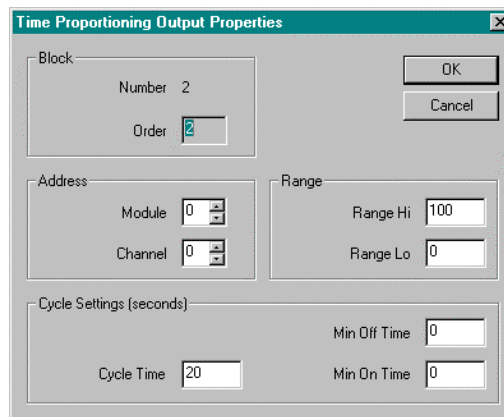 Time Proportioning Output Properties
Block
Number 2
Order 2
OK
Cancel
Address
Module 0
Channel 0
Range
Range Hi 100
Range Lo 0
Cycle Settings (seconds)
Min Off Time 0
Cycle Time 20
Min On Time 0